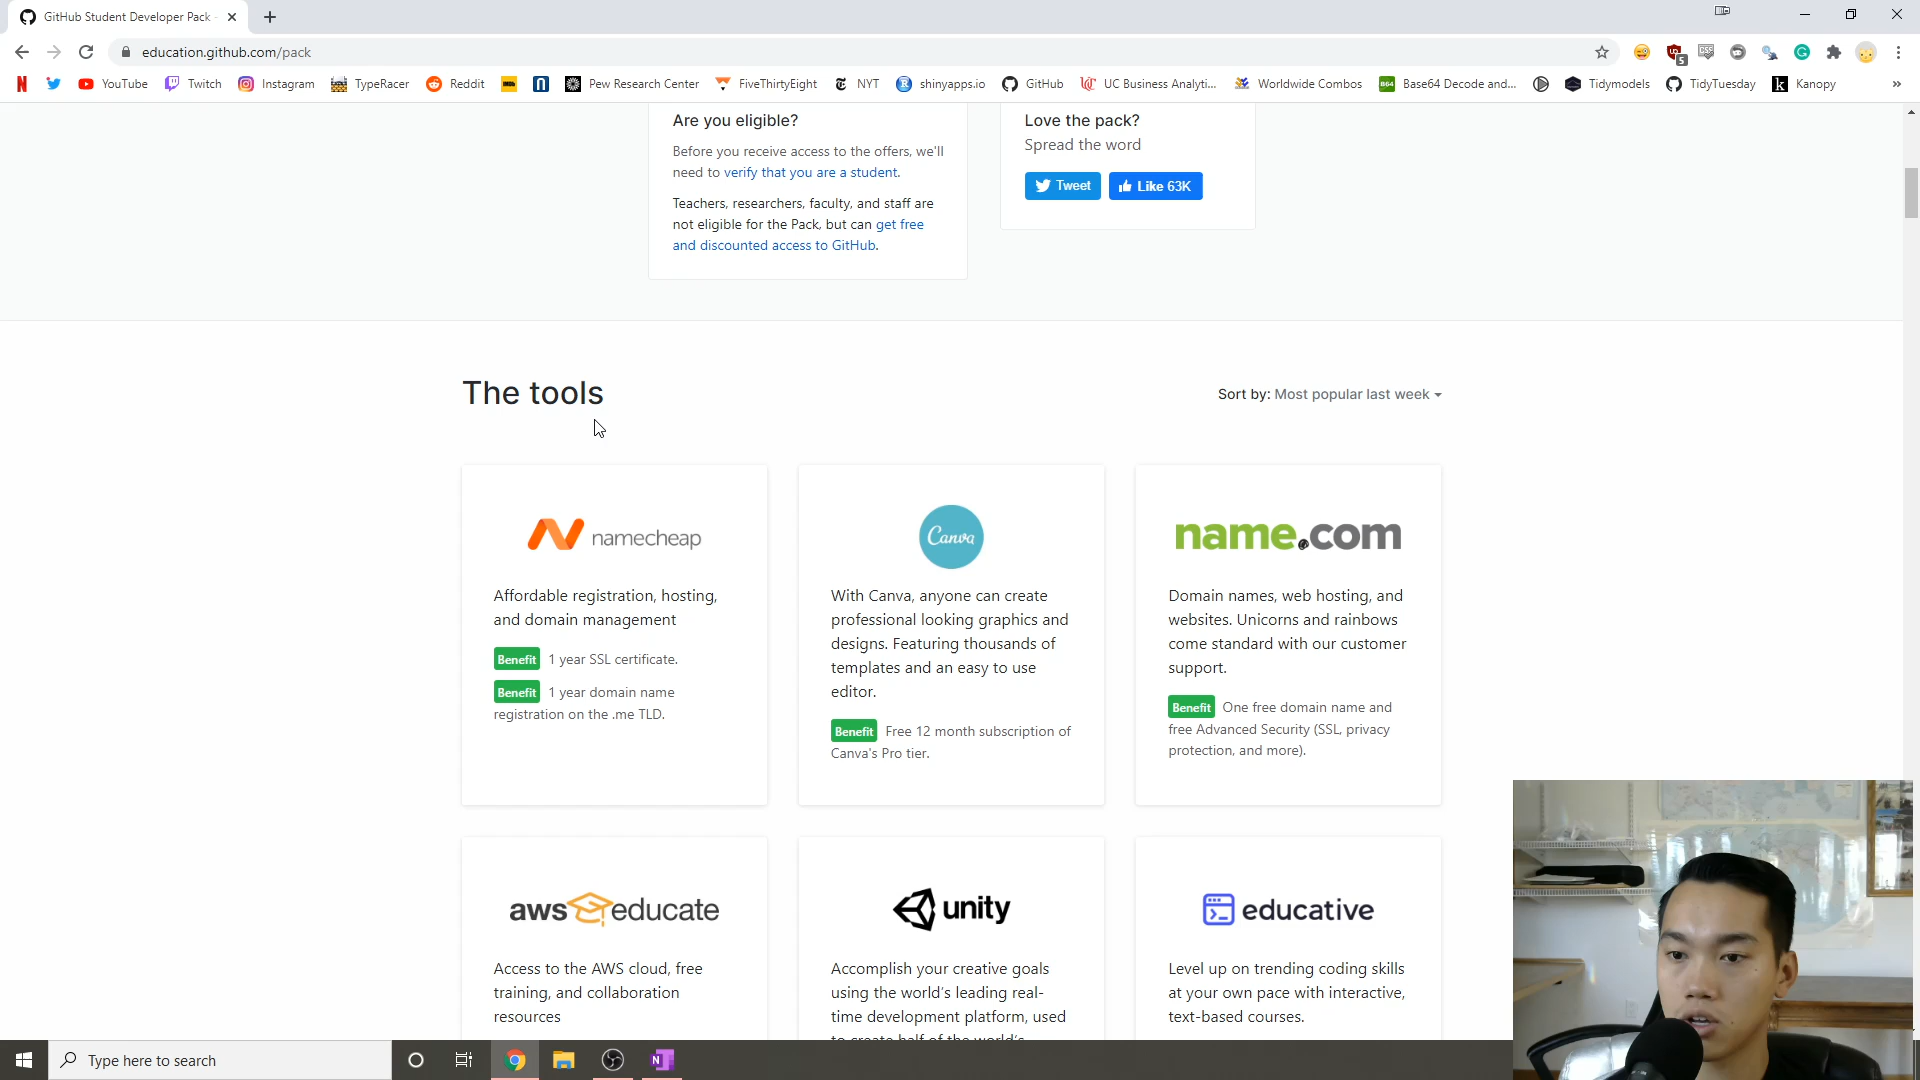 GitHub Student Developer Pack -
education.github.com/pack
5
YouTube Twitch Instagram TypeRacer Reddit Pew Research Center FiveThirtyEight NYT shinyapps.io GitHub UC Business Analyti... Worldwide Combos Base64 Decode and... Tidymodels TidyTuesday Kanopy »
Are you eligible?
Before you receive access to the offers, we'll
need to verify that you are a student.
Teachers, researchers, faculty, and staff are
not eligible for the Pack, but can get free
and discounted access to GitHub.
Love the pack?
Spread the word
Tweet Like 63K
The tools
Sort by: Most popular last week
namecheap
Affordable registration, hosting,
and domain management
Benefit 1 year SSL certificate.
Benefit 1 year domain name
registration on the .me TLD.
Canva
With Canva, anyone can create
professional looking graphics and
designs. Featuring thousands of
templates and an easy to use
editor.
Benefit Free 12 month subscription of
Canva's Pro tier.
name.com
Domain names, web hosting, and
websites. Unicorns and rainbows
come standard with our customer
support.
Benefit One free domain name and
free Advanced Security (SSL, privacy
protection, and more).
aws educate
Access to the AWS cloud, free
training, and collaboration
resources
unity
Accomplish your creative goals
using the world's leading real-
time development platform, used
to create half of the world's
educative
Level up on trending coding skills
at your own pace with interactive,
text-based courses.
Type here to search